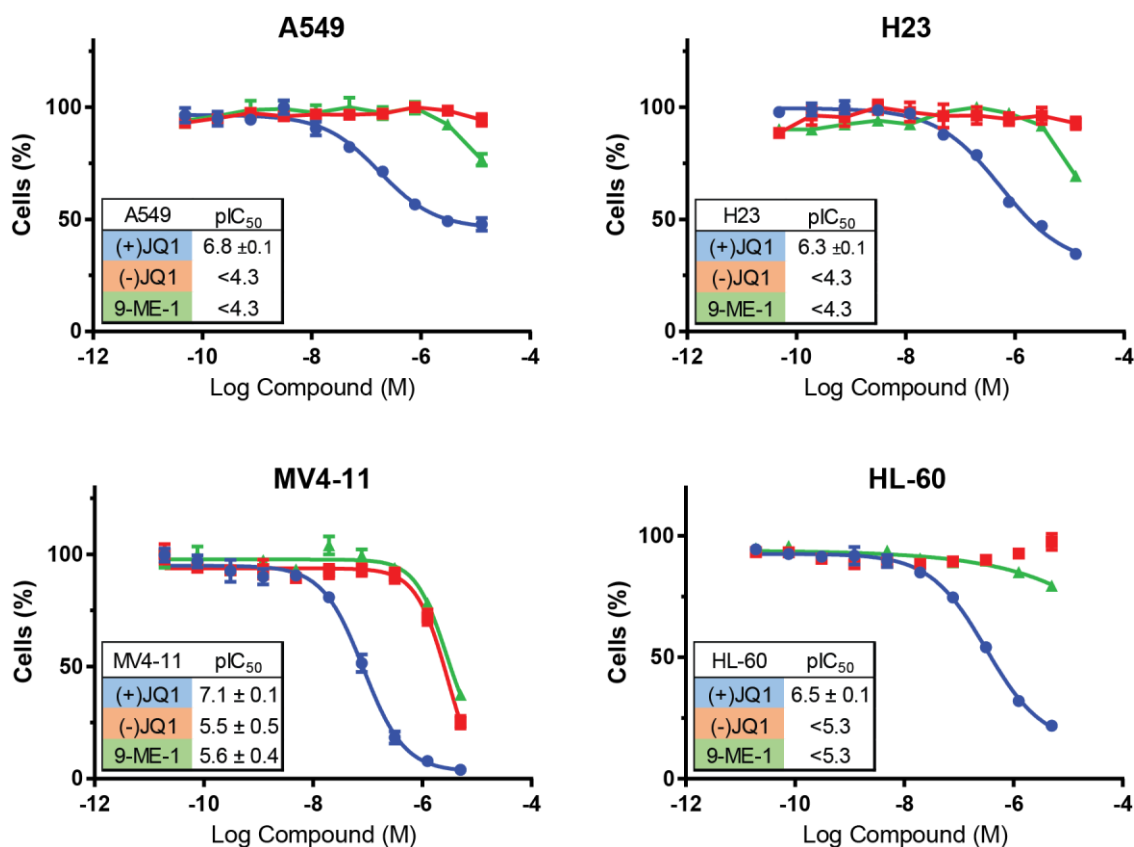 A549
Cells (%)
100
50
0
A549 pIC50
(+)JQ1 6.8 ±0.1
(-)JQ1 <4.3
9-ME-1 <4.3
-12 -10 -8 -6 -4
Log Compound (M)
H23
Cells (%)
100
50
0
H23 pIC50
(+)JQ1 6.3 ±0.1
(-)JQ1 <4.3
9-ME-1 <4.3
-12 -10 -8 -6 -4
Log Compound (M)
MV4-11
Cells (%)
100
50
0
MV4-11 pIC50
(+)JQ1 7.1 ± 0.1
(-)JQ1 5.5 ± 0.5
9-ME-1 5.6 ± 0.4
-12 -10 -8 -6 -4
Log Compound (M)
HL-60
Cells (%)
100
50
0
HL-60 pIC50
(+)JQ1 6.5 ± 0.1
(-)JQ1 <5.3
9-ME-1 <5.3
-12 -10 -8 -6 -4
Log Compound (M)